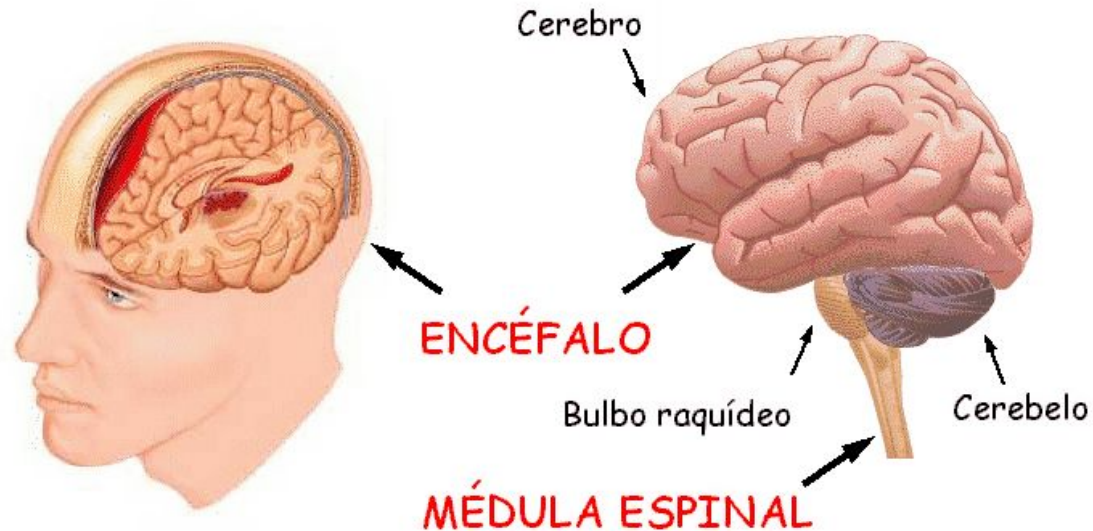 Cerebro
ENCÉFALO
Bulbo raquídeo
Cerebelo
MÉDULA ESPINAL